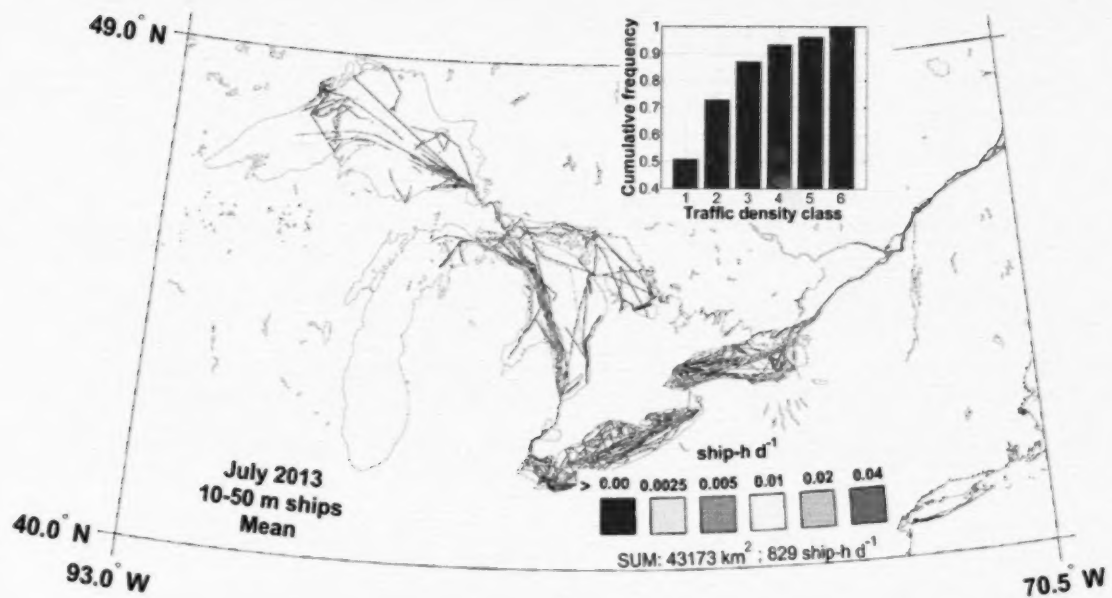 49.0° N
Cumulative frequency
1
0.9
0.8
0.7
0.6
0.5
0.4
1 2 3 4 5 6
Traffic density class
July 2013
10-50 m ships
Mean
ship-h d⁻¹
> 0.00 0.0025 0.005 0.01 0.02 0.04
SUM: 43173 km² ; 829 ship-h d⁻¹
40.0° N
93.0° W
70.5° W